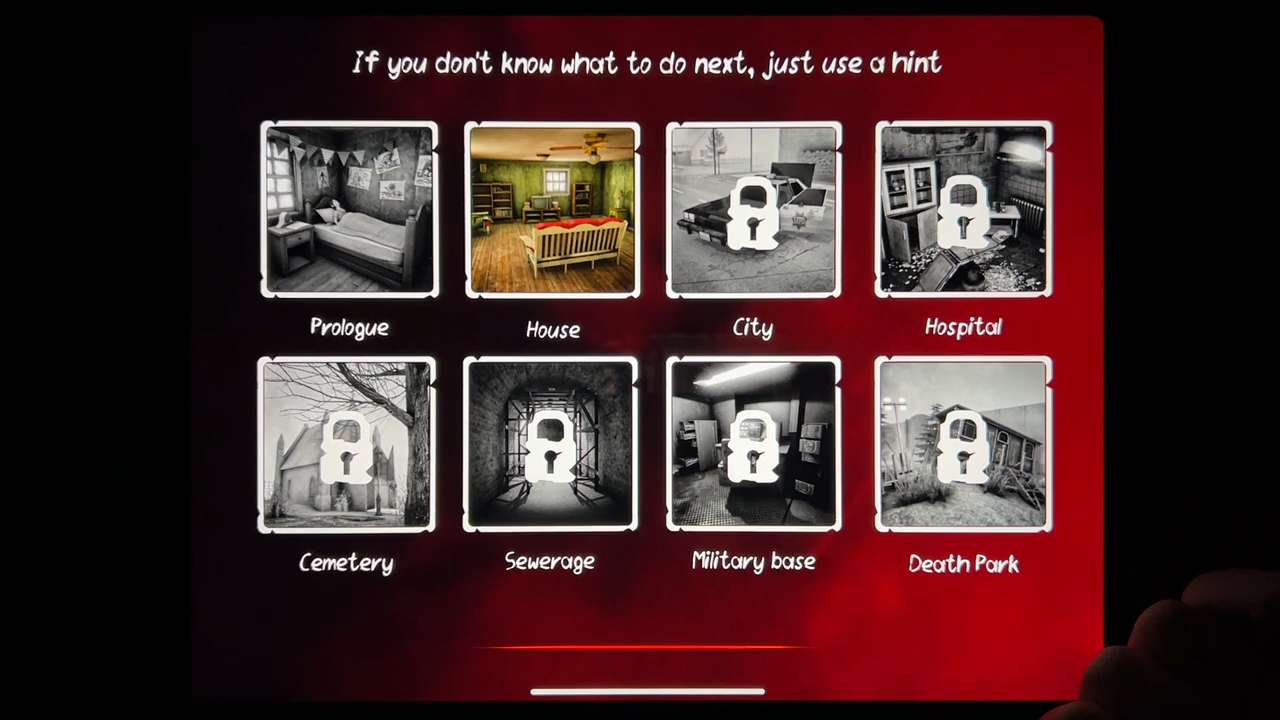 If you don't know what to do next, just use a hint
Prologue
House
City
Hospital
Cemetery
Sewerage
Military base
Death Park